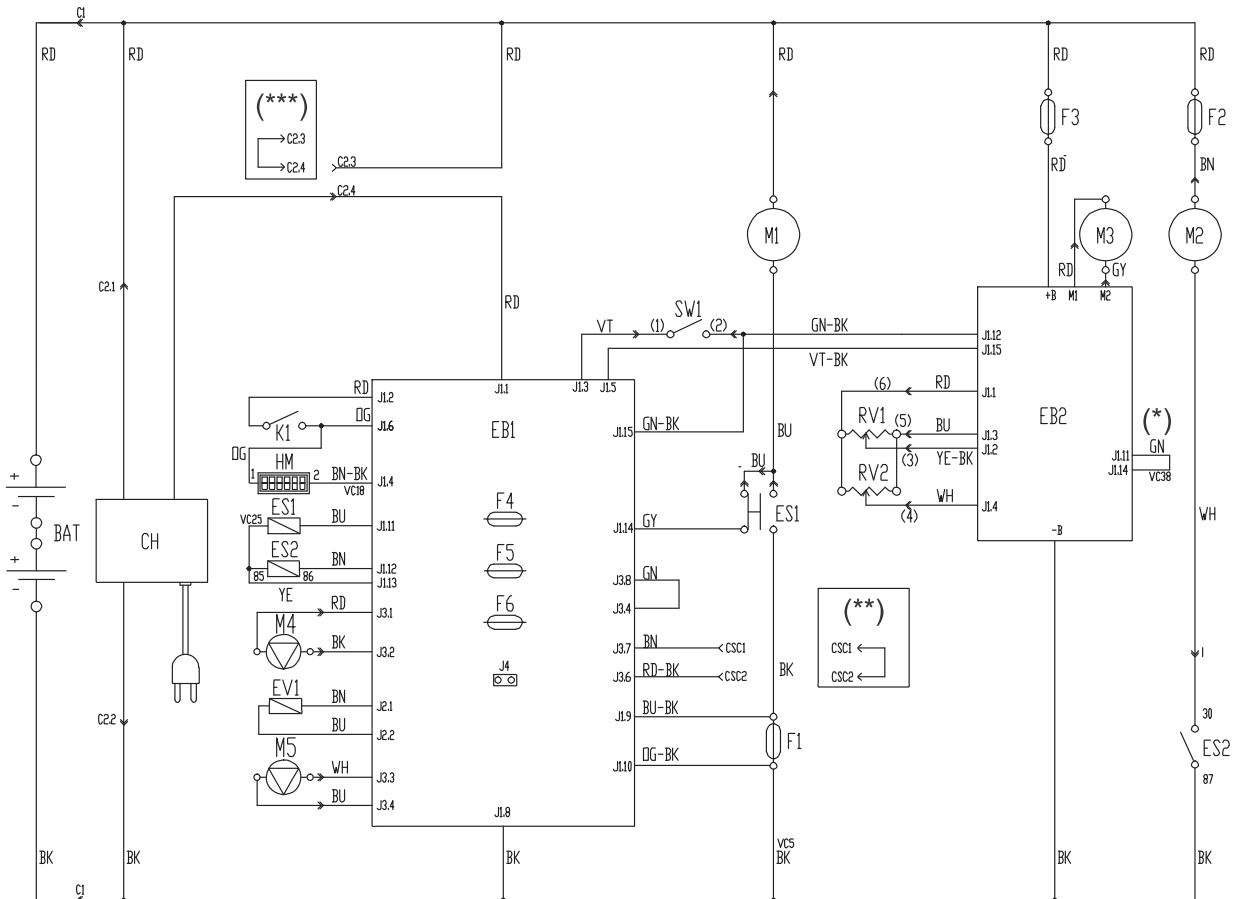 C1
RD RD RD RD RD RD
(***)
C2.3
C2.4
C2.3
C2.4
F3 F2
RD BN
M1 M3 M2
RD GY
C2.1
RD
+B M1 M2
VT (1) SW1 (2) GN-BK
J1.12
VT-BK
J1.15
J1.1 J1.3 J1.5
RD J1.2
(6) RD J1.1
OG J1.6
K1
EB1
GN-BK
J1.15
BU
RV1 (5) BU J1.3
EB2
(*)
GN
(3) YE-BK J1.2
J1.11
J1.14
VC38
OG
HM
1 2 BN-BK
VC18
J1.4
BU
RV2
WH
(4)
J1.4
+
-
BAT
+
-
CH
VC25 ES1 BU J1.11
F4
GY
J1.14
ES1
-B
WH
ES2 BN J1.12
85 86 J1.13
F5
YE
GN
J3.8
J3.4
RD J3.1
M4
BK J3.2
F6
(**)
CSC1
CSC2
BN
J3.7
CSC1
J4
RD-BK
J3.6
CSC2
BK
1
EV1 BN J2.1
BU J2.2
BU-BK
J1.9
30
C2.2
F1
ES2
M5
WH J3.3
OG-BK
J1.10
87
BU J3.4
J1.8
VC5
BK BK BK BK BK BK
C1